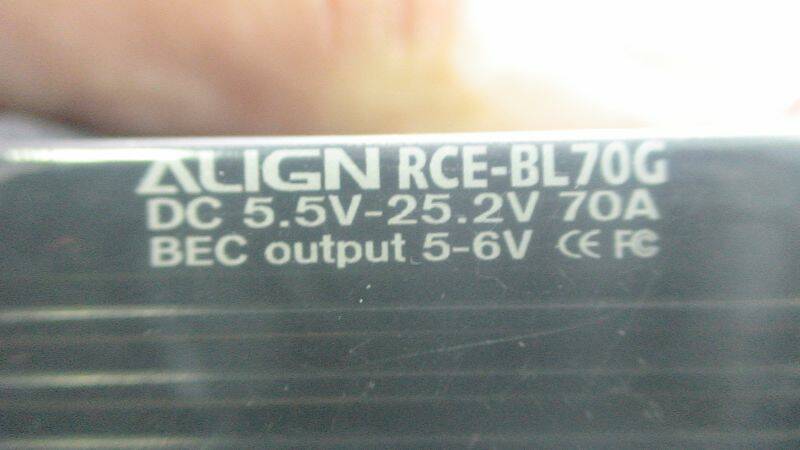 ALIGN RCE-BL70G
DC 5.5V-25.2V 70A
BEC output 5-6V CE FC